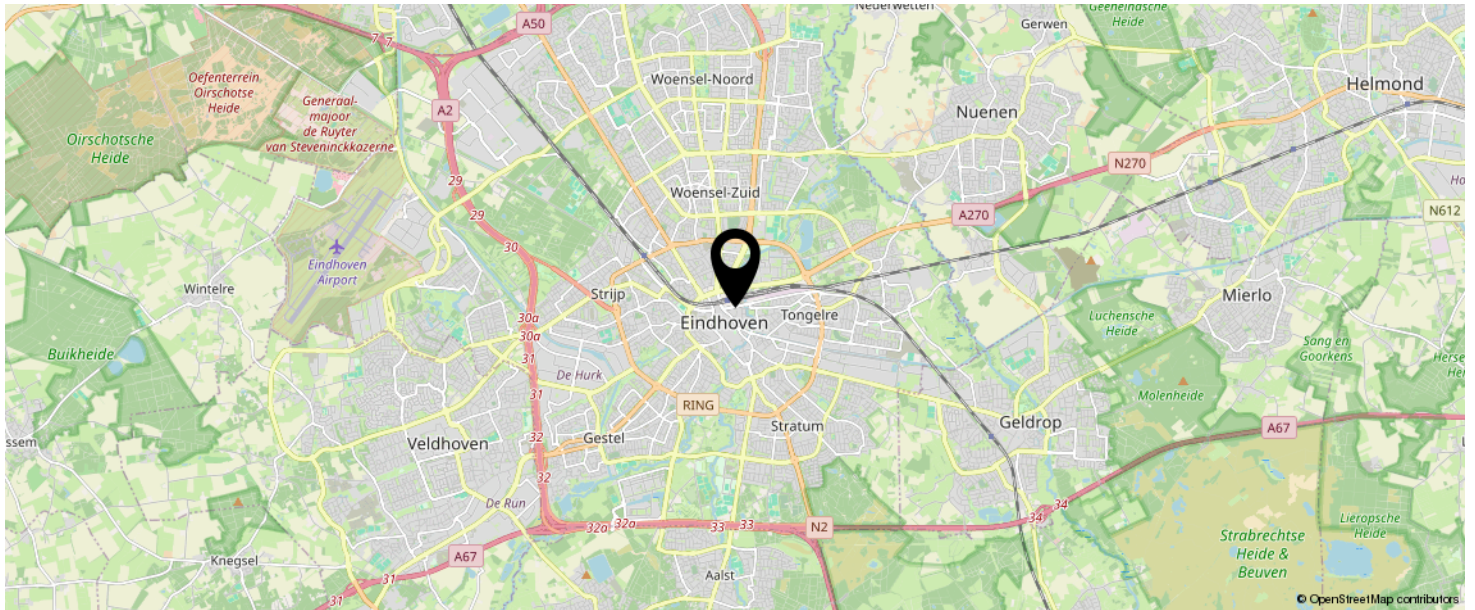 Nederwetten
Geeneindsche
Heide
Gerwen
A50
7
7
Woensel-Noord
Oefenterrein
Oirschotse
Heide
Helmond
A2
Generaal-
majoor
de Ruyter
van Steveninckkazerne
Nuenen
Oirschotsche
Heide
N270
29
Woensel-Zuid
29
A270
N612
30
Eindhoven
Airport
Wintelre
Strijp
Mierlo
Eindhoven
Tongelre
30a
30a
Luchensche
Heide
Buikheide
31
Sang en
Goorkens
De Hurk
31
Molenheide
RING
Geldrop
Stratum
A67
32
Gestel
Veldhoven
ssem
32
De Run
34
34
32a
32a
33
33
N2
Lieropsche
Heide
Strabrechtse
Heide &
Beuven
A67
Knegsel
Aalst
31
31
© OpenStreetMap contributors